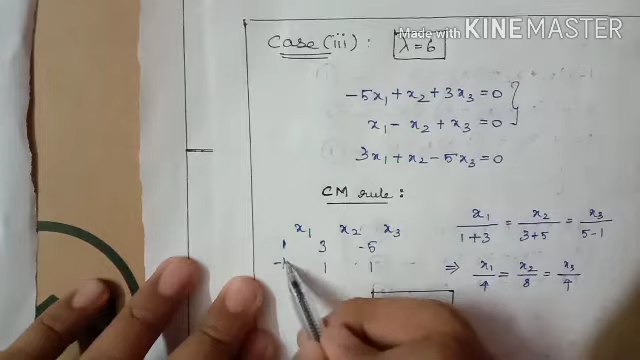 Made with KINEMASTER
Case (iii) : λ = 6
-5x₁ + x₂ + 3x₃ = 0
x₁ - x₂ + x₃ = 0
3x₁ + x₂ - 5x₃ = 0
CM rule :
x₁ x₂ x₃
1 3 -5
-1 1 1
x₁/(1+3) = x₂/(3+5) = x₃/(5-1)
⇒ x₁/4 = x₂/8 = x₃/4